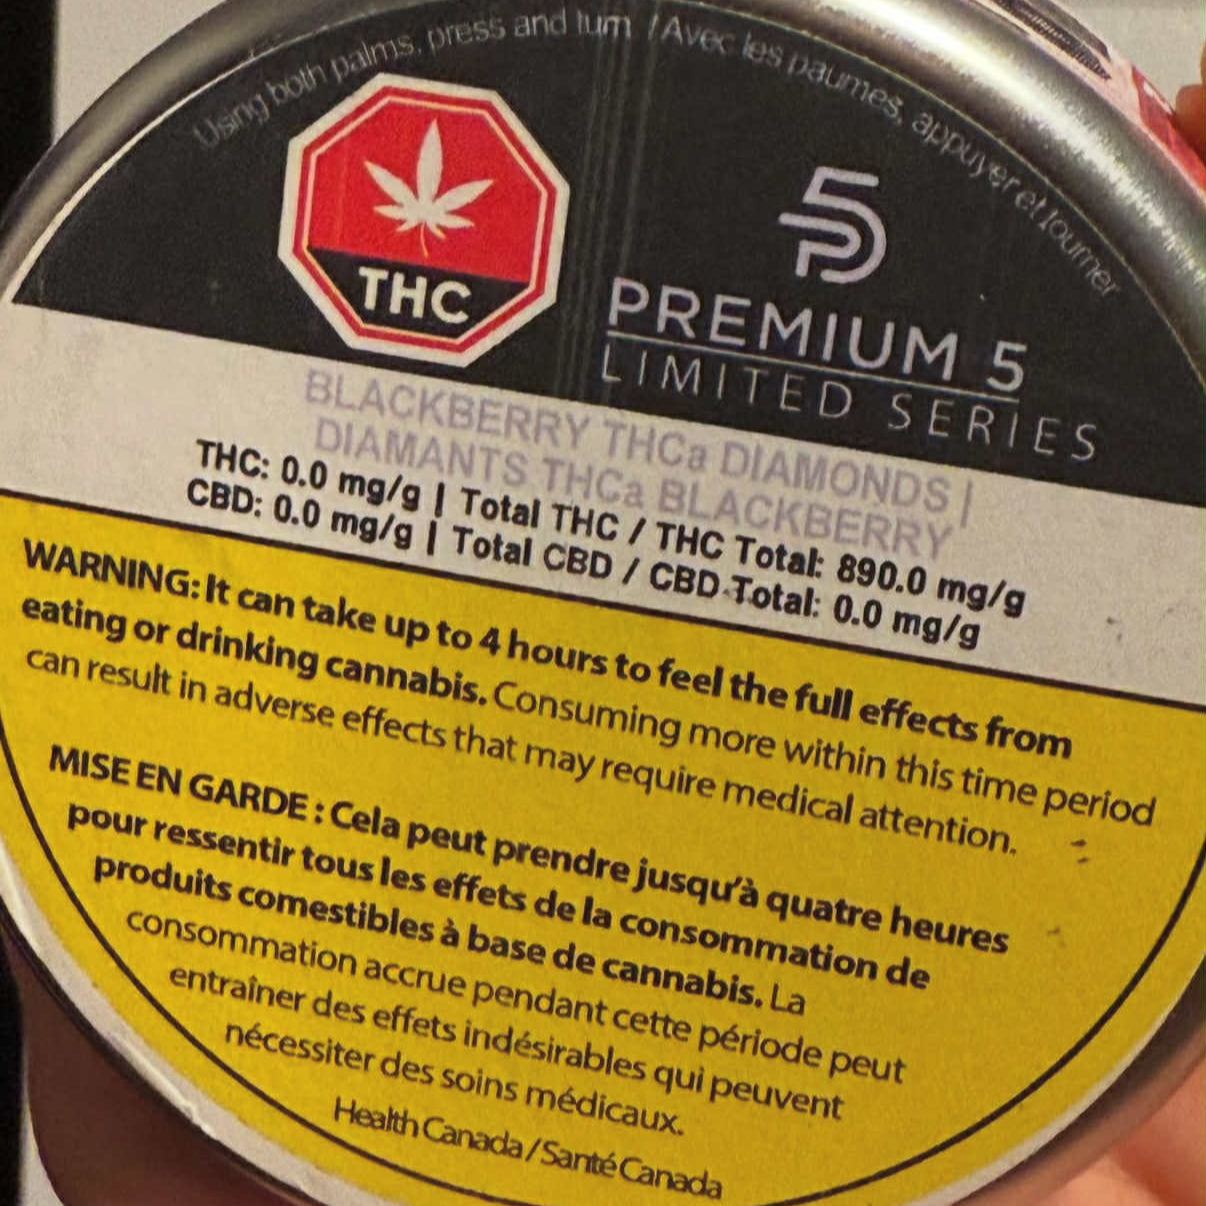 Using both palms, press and turn / Avec les paumes, appuyer et tourner
THC
5
PREMIUM 5
LIMITED SERIES
BLACKBERRY THCa DIAMONDS |
DIAMANTS THCa BLACKBERRY
THC: 0.0 mg/g | Total THC / THC Total: 890.0 mg/g
CBD: 0.0 mg/g | Total CBD / CBD Total: 0.0 mg/g
WARNING: It can take up to 4 hours to feel the full effects from
eating or drinking cannabis. Consuming more within this time period
can result in adverse effects that may require medical attention.
MISE EN GARDE : Cela peut prendre jusqu'à quatre heures
pour ressentir tous les effets de la consommation de
produits comestibles à base de cannabis. La
consommation accrue pendant cette période peut
entraîner des effets indésirables qui peuvent
nécessiter des soins médicaux.
Health Canada / Santé Canada